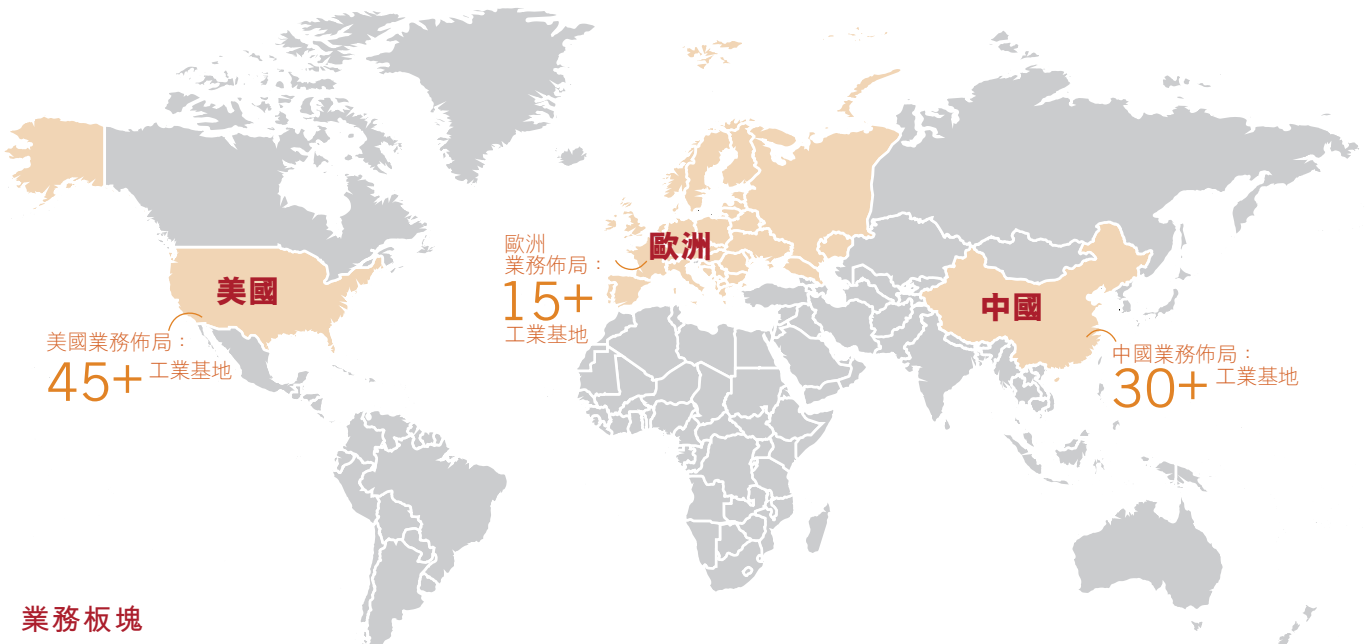 歐洲
歐洲
業務佈局：
15+
工業基地
美國
美國業務佈局：
45+ 工業基地
中國
中國業務佈局：
30+ 工業基地
業務板塊